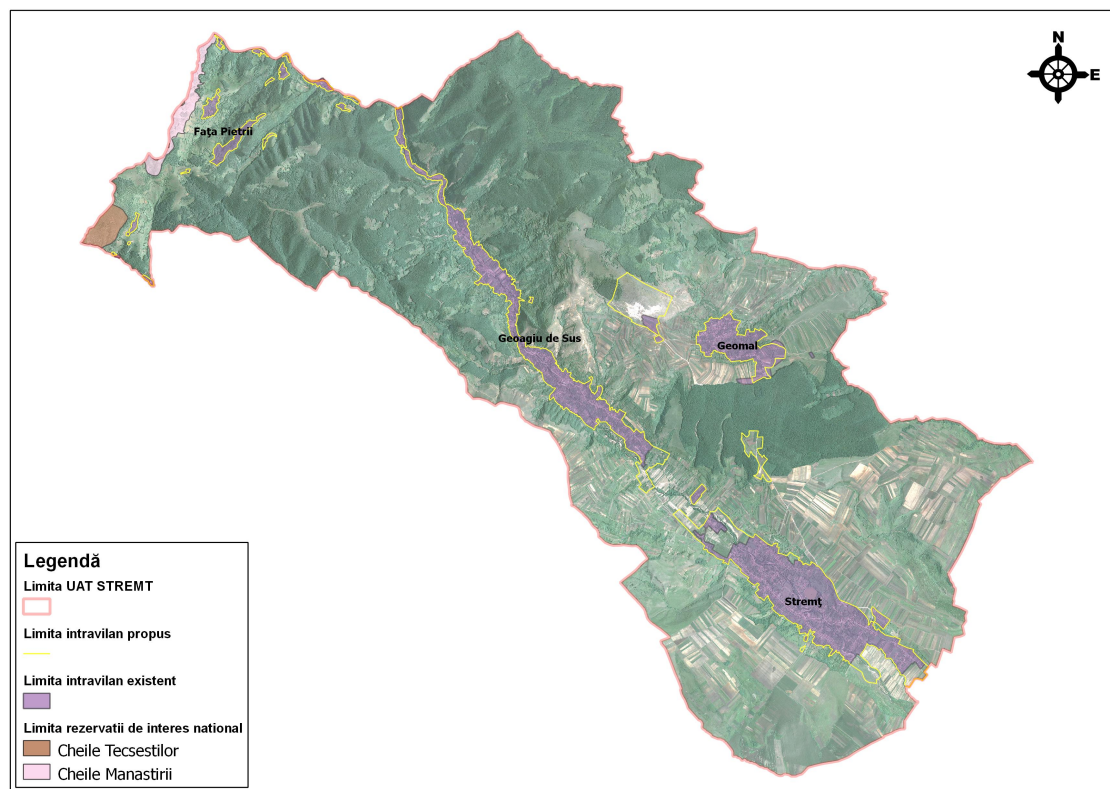 N
E
Faţa Pietrii
Geoagiu de Sus
Geomal
Stremţ
Legendă
Limita UAT STREMT
Limita intravilan propus
Limita intravilan existent
Limita rezervatii de interes national
Cheile Tecsestilor
Cheile Manastirii